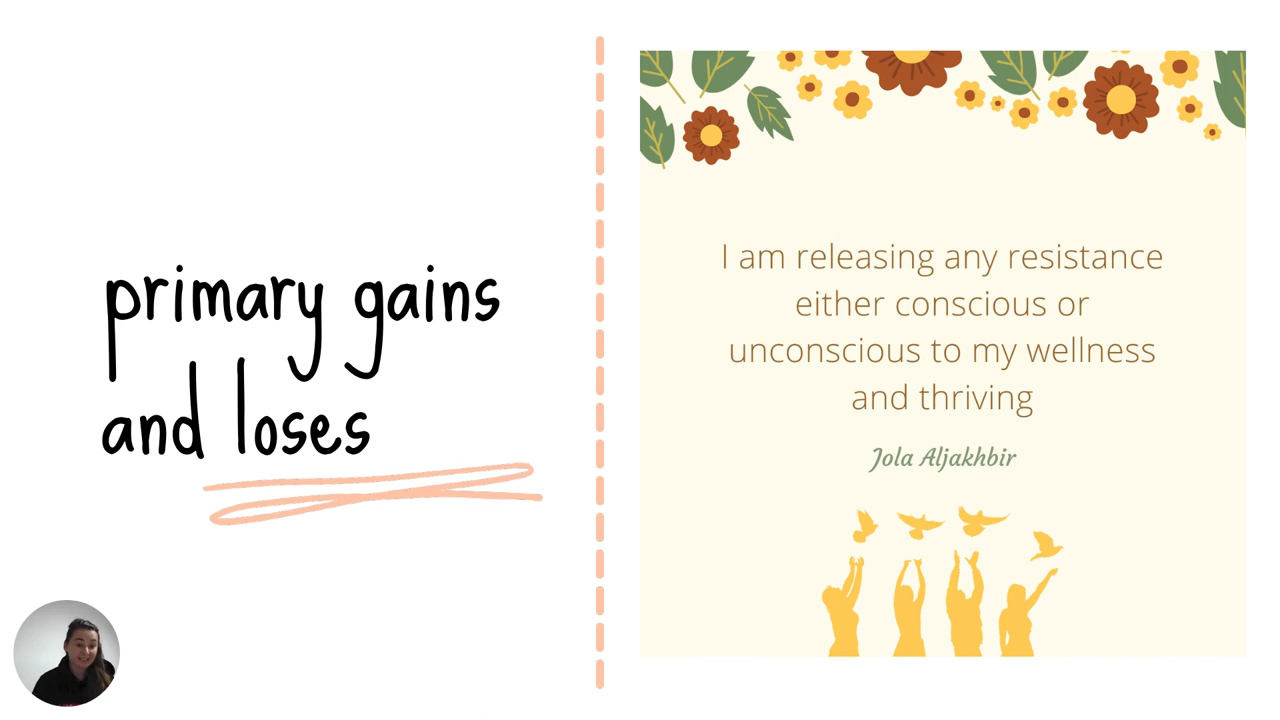 primary gains
and loses
I am releasing any resistance
either conscious or
unconscious to my wellness
and thriving
Jola Aljakhbir